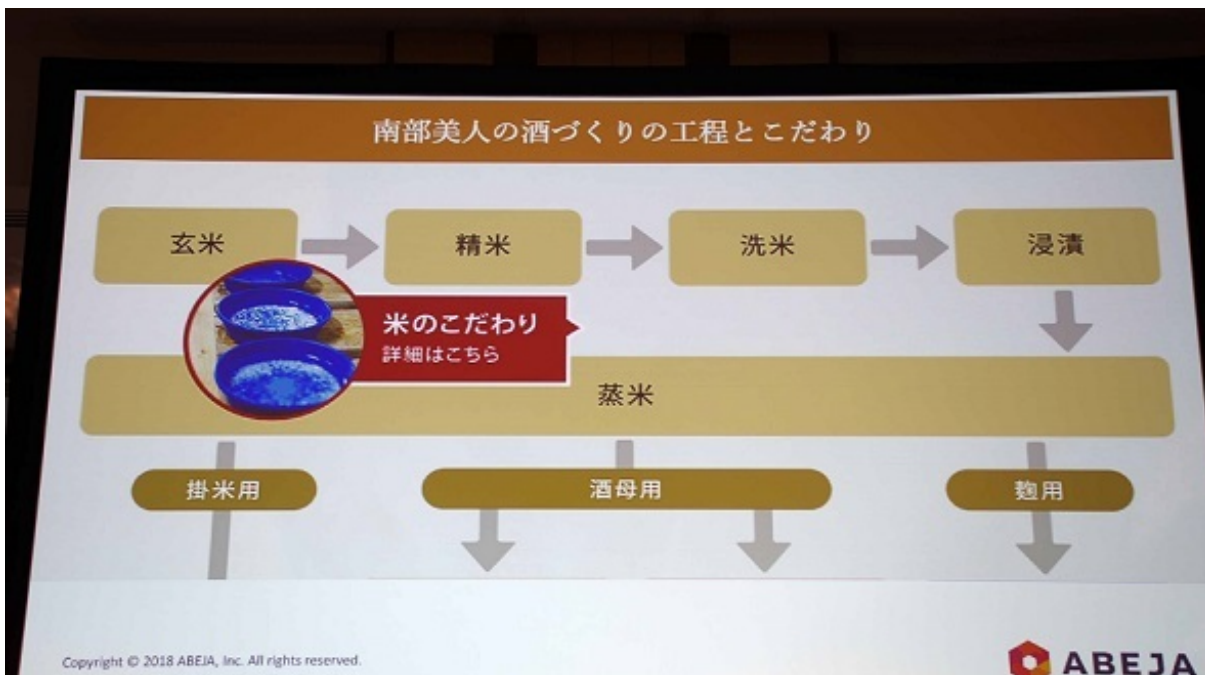 南部美人の酒づくりの工程とこだわり
玄米
精米
洗米
浸漬
米のこだわり
詳細はこちら
蒸米
掛米用
酒母用
麹用
Copyright © 2018 ABEJA, Inc. All rights reserved.
ABEJA